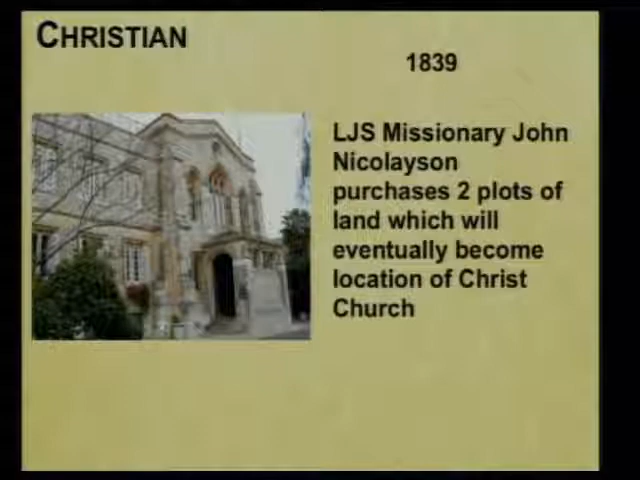 CHRISTIAN
1839
LJS Missionary John
Nicolayson
purchases 2 plots of
land which will
eventually become
location of Christ
Church